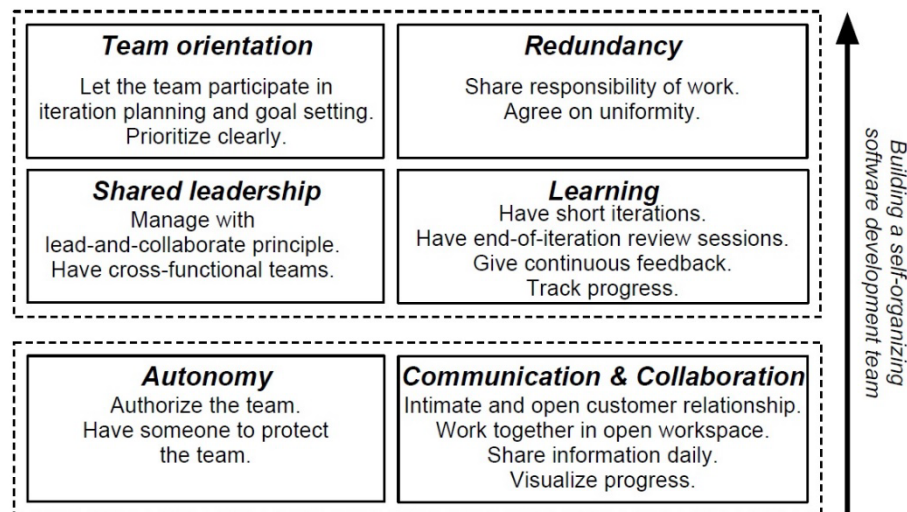 Team orientation
Let the team participate in
iteration planning and goal setting.
Prioritize clearly.
Redundancy
Share responsibility of work.
Agree on uniformity.
Shared leadership
Manage with
lead-and-collaborate principle.
Have cross-functional teams.
Learning
Have short iterations.
Have end-of-iteration review sessions.
Give continuous feedback.
Track progress.
Autonomy
Authorize the team.
Have someone to protect
the team.
Communication & Collaboration
Intimate and open customer relationship.
Work together in open workspace.
Share information daily.
Visualize progress.
Building a self-organizing
software development team